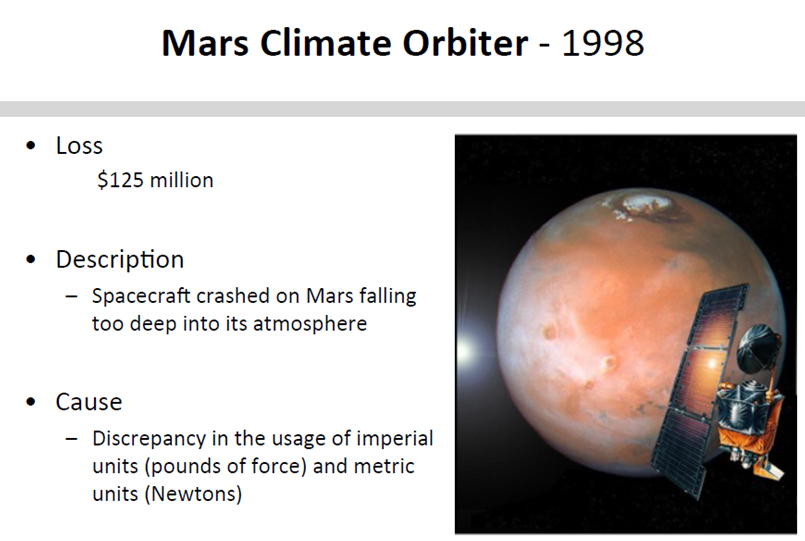 Mars Climate Orbiter - 1998
• Loss
$125 million
• Description
– Spacecraft crashed on Mars falling
too deep into its atmosphere
• Cause
– Discrepancy in the usage of imperial
units (pounds of force) and metric
units (Newtons)